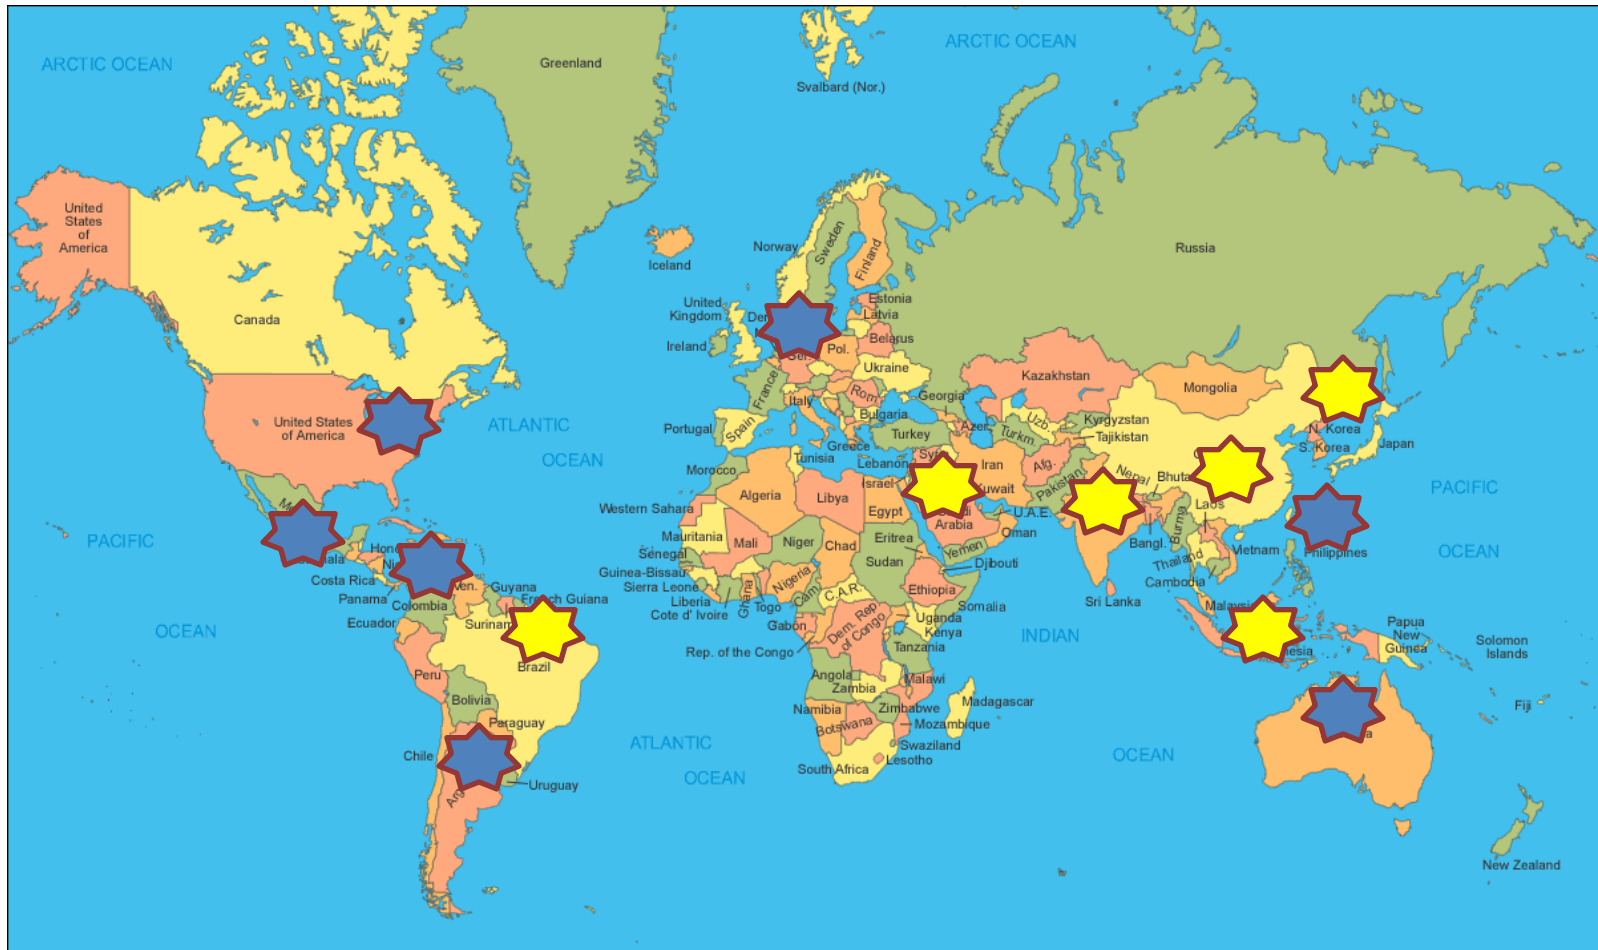 ARCTIC OCEAN
ARCTIC OCEAN
Greenland
Svalbard (Nor.)
United
States
of
America
Canada
Iceland
Norway
Sweden
Finland
Russia
United
Kingdom
Ireland
Estonia
Latvia
Belarus
Pol.
Ukraine
France
Rom.
Italy
Bulgaria
Georgia
Kazakhstan
Mongolia
United States
of America
ATLANTIC
OCEAN
Portugal
Spain
Greece
Turkey
Azer.
Uzb.
Turkm.
Kyrgyzstan
Tajikistan
N. Korea
S. Korea
Japan
Morocco
Tunisia
Lebanon
Israel
Iran
Afg.
Pakistan
Nepal
Western Sahara
Algeria
Libya
Egypt
Arabia
U.A.E.
Oman
Burma
Laos
Bangl.
PACIFIC
OCEAN
PACIFIC
OCEAN
Mauritania
Mali
Niger
Chad
Sudan
Eritrea
Yemen
Djibouti
Senegal
Guinea-Bissau
Sierra Leone
Liberia
Cote d' Ivoire
Ghana
Togo
Nigeria
Cam.
C.A.R.
Ethiopia
Somalia
Thailand
Vietnam
Cambodia
Philippines
Sri Lanka
Costa Rica
Panama
Colombia
Ecuador
Guyana
French Guiana
Brazil
Peru
Bolivia
Paraguay
Chile
Uruguay
Gabon
Rep. of the Congo
Dem. Rep.
of Congo
Uganda
Kenya
Tanzania
INDIAN
OCEAN
Papua
New
Guinea
Solomon
Islands
Fiji
Angola
Zambia
Malawi
Namibia
Botswana
Zimbabwe
Mozambique
Madagascar
Swaziland
Lesotho
South Africa
ATLANTIC
OCEAN
New Zealand